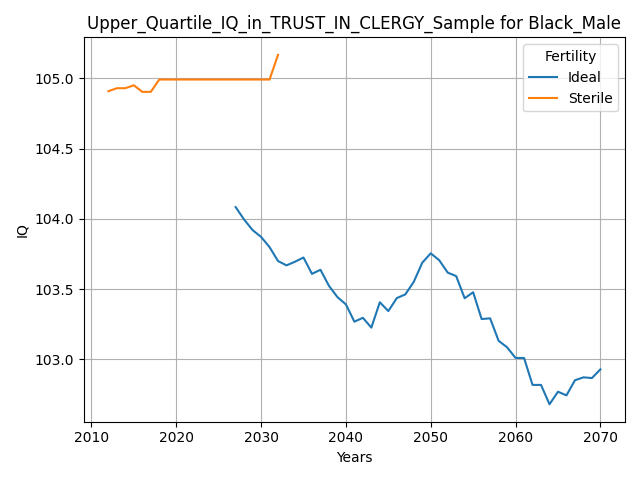 Upper_Quartile_IQ_in_TRUST_IN_CLERGY_Sample for Black_Male
Fertility
Ideal
Sterile
105.0
104.5
104.0
103.5
103.0
IQ
2010 2020 2030 2040 2050 2060 2070
Years